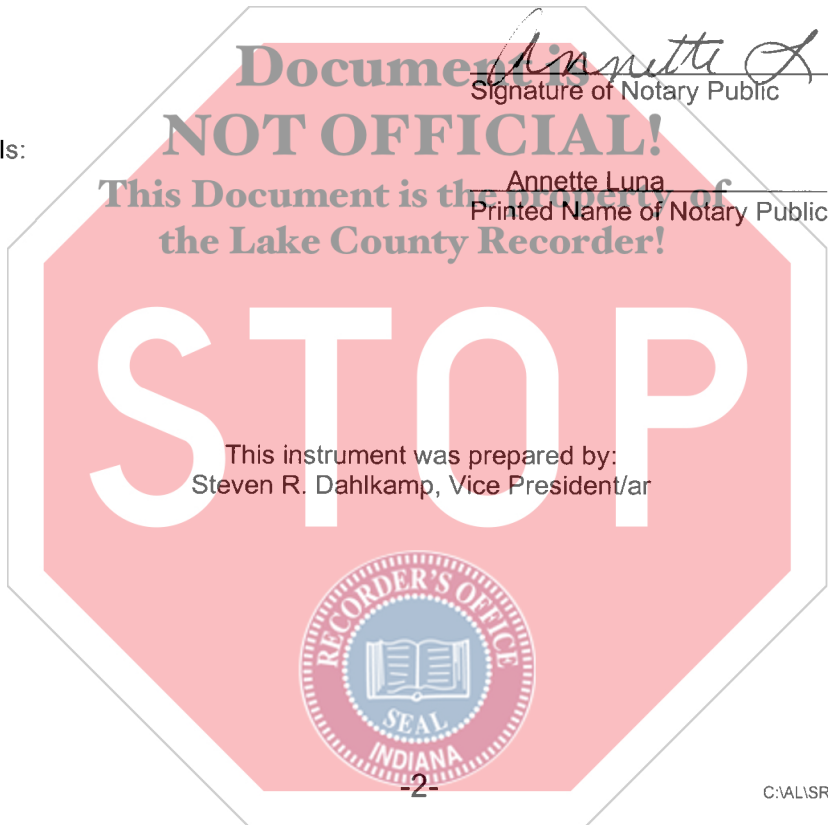 Document is
Annette L
Signature of Notary Public
NOT OFFICIAL!
ls:
This Document is the property of
Annette Luna
Printed Name of Notary Public
the Lake County Recorder!
STOP
This instrument was prepared by:
Steven R. Dahlkamp, Vice President/ar
RECORDER'S OFFICE
SEAL
INDIANA
-2-
C:\AL\SR